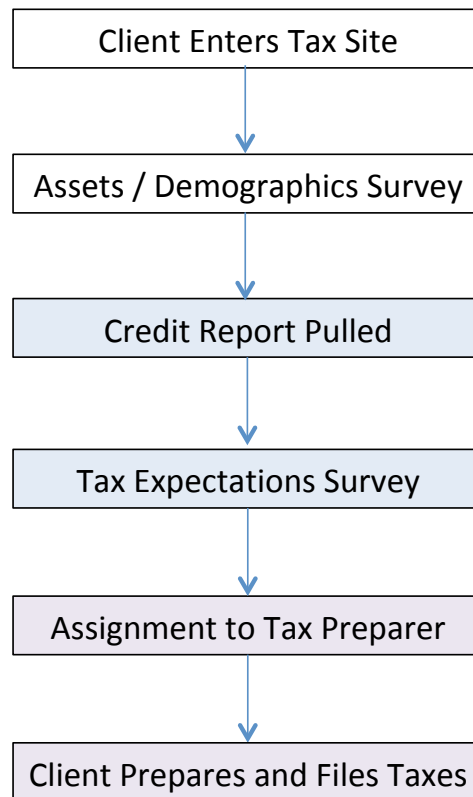 Client Enters Tax Site
Assets / Demographics Survey
Credit Report Pulled
Tax Expectations Survey
Assignment to Tax Preparer
Client Prepares and Files Taxes